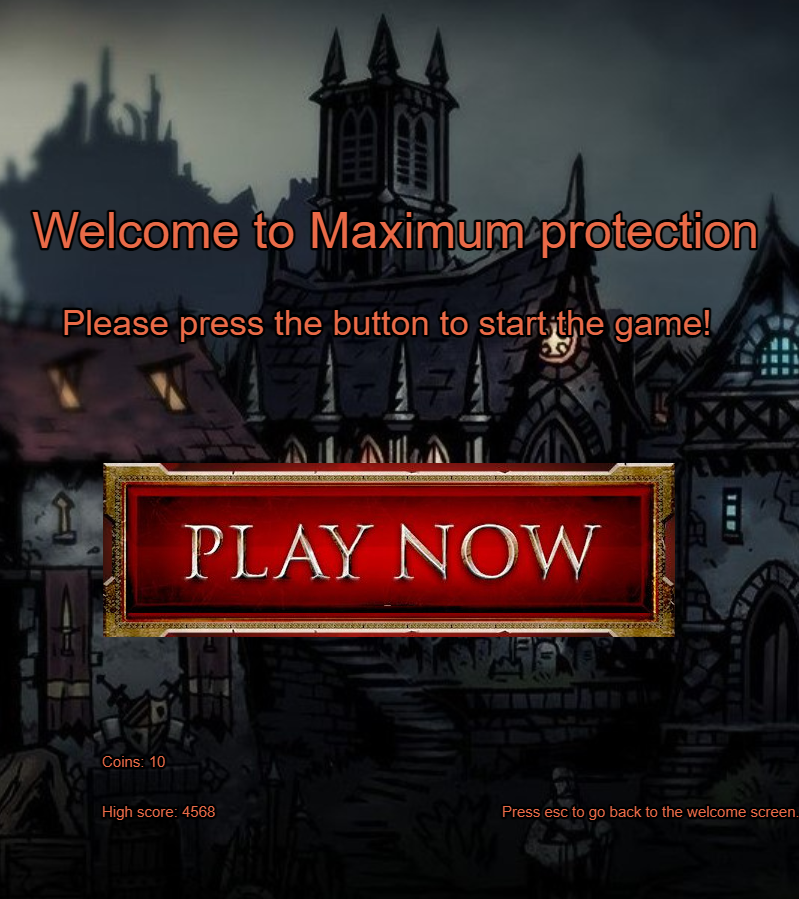 Welcome to Maximum protection
Please press the button to start the game!
PLAY NOW
Coins: 10
High score: 4568
Press esc to go back to the welcome screen.